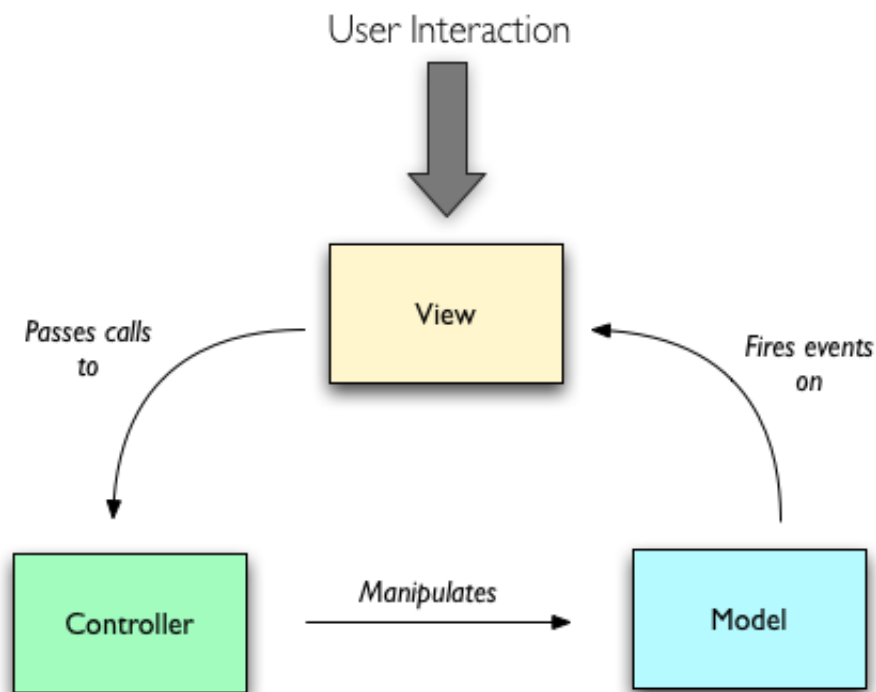 User Interaction
View
Passes calls
to
Fires events
on
Manipulates
Controller
Model